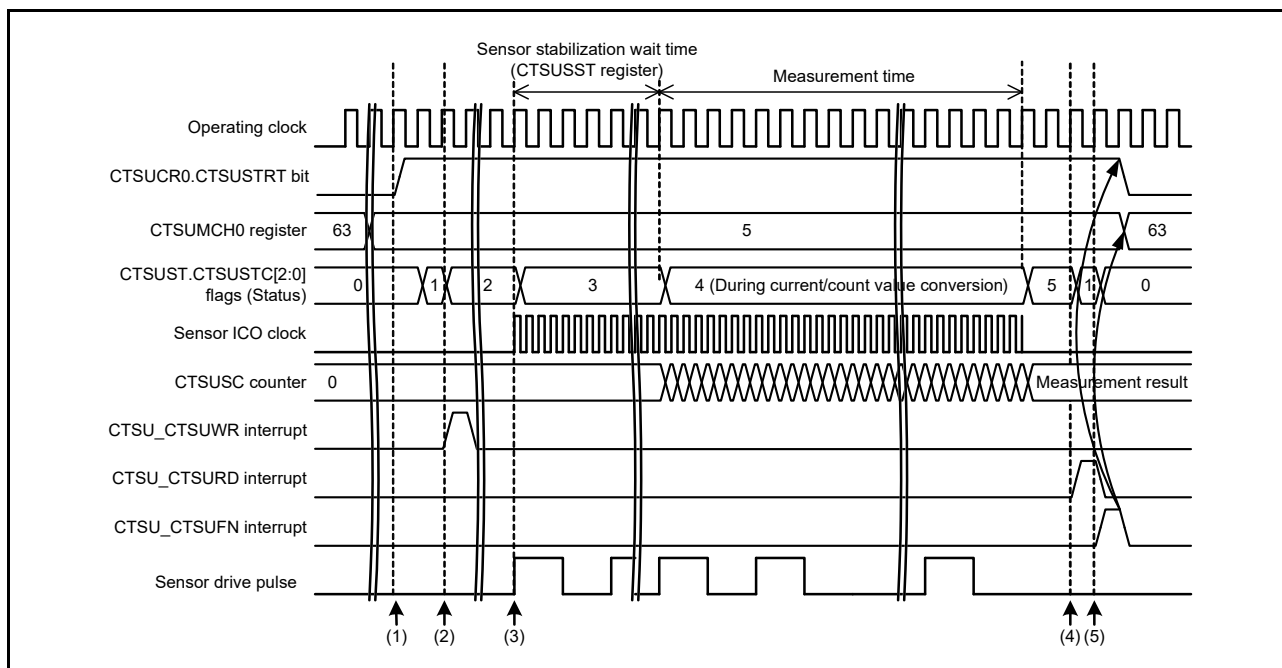 Sensor stabilization wait time
(CTSUSST register)
Measurement time
Operating clock
CTSUCR0.CTSUSTRT bit
CTSUMCH0 register
63
5
63
CTSUST.CTSUSTC[2:0]
flags (Status)
0
1
2
3
4 (During current/count value conversion)
5
1
0
Sensor ICO clock
CTSUSC counter
0
Measurement result
CTSU_CTSUWR interrupt
CTSU_CTSURD interrupt
CTSU_CTSUFN interrupt
Sensor drive pulse
(1)
(2)
(3)
(4)
(5)